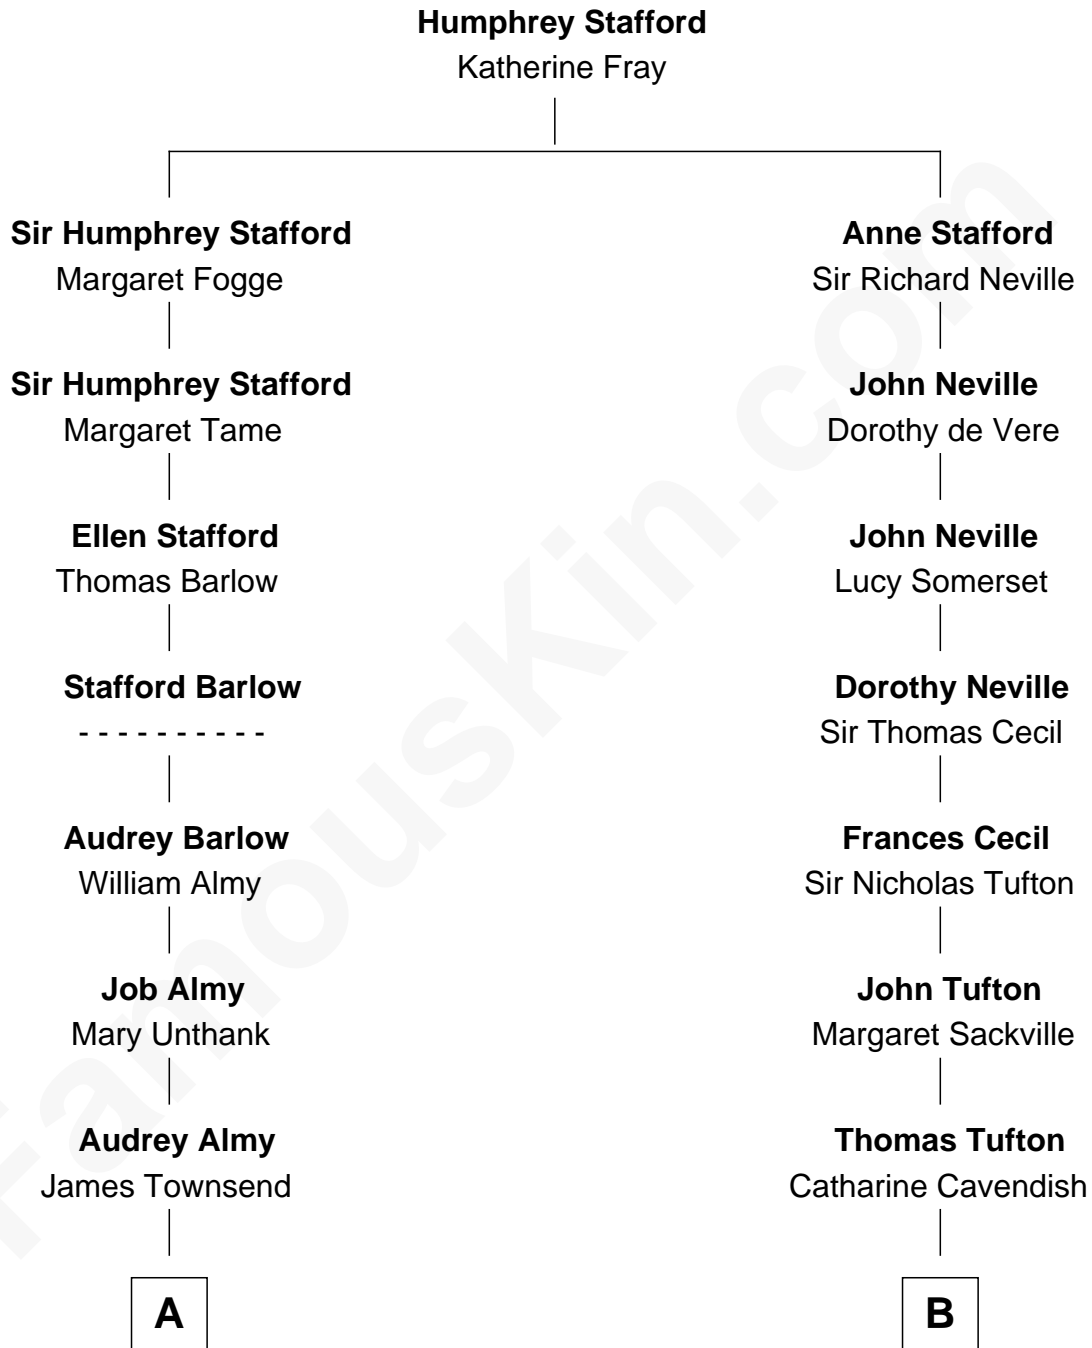 Humphrey Stafford
Katherine Fray
Sir Humphrey Stafford
Margaret Fogge
Sir Humphrey Stafford
Margaret Tame
Ellen Stafford
Thomas Barlow
Stafford Barlow
- - - - - - - - - -
Audrey Barlow
William Almy
Job Almy
Mary Unthank
Audrey Almy
James Townsend
A
Anne Stafford
Sir Richard Neville
John Neville
Dorothy de Vere
John Neville
Lucy Somerset
Dorothy Neville
Sir Thomas Cecil
Frances Cecil
Sir Nicholas Tufton
John Tufton
Margaret Sackville
Thomas Tufton
Catharine Cavendish
B
FamousKin.com